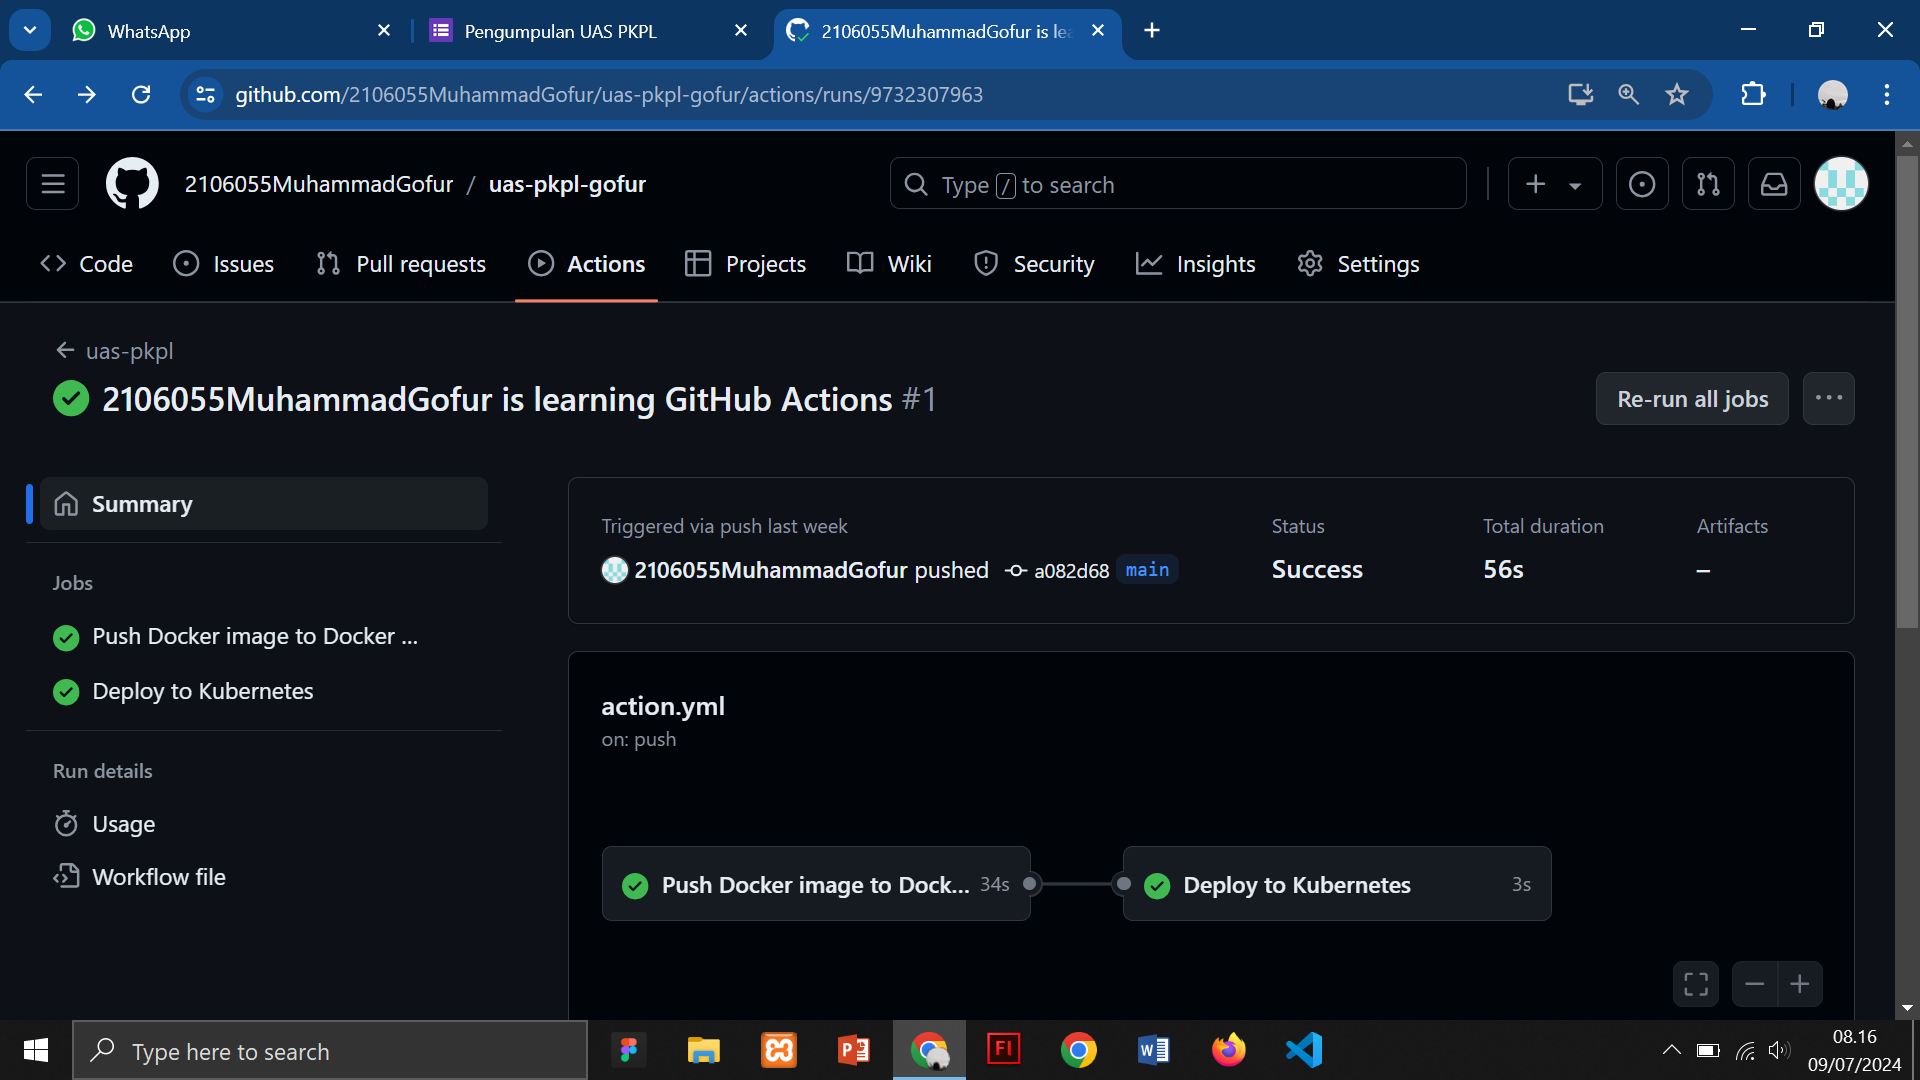 WhatsApp
Pengumpulan UAS PKPL
2106055MuhammadGofur is lea
github.com/2106055MuhammadGofur/uas-pkpl-gofur/actions/runs/9732307963
2106055MuhammadGofur / uas-pkpl-gofur
Type / to search
Code
Issues
Pull requests
Actions
Projects
Wiki
Security
Insights
Settings
uas-pkpl
2106055MuhammadGofur is learning GitHub Actions #1
Re-run all jobs
Summary
Jobs
Push Docker image to Docker ...
Deploy to Kubernetes
Run details
Usage
Workflow file
Triggered via push last week
2106055MuhammadGofur pushed a082d68 main
Status
Success
Total duration
56s
Artifacts
–
action.yml
on: push
Push Docker image to Dock... 34s
Deploy to Kubernetes 3s
Type here to search
08.16
09/07/2024